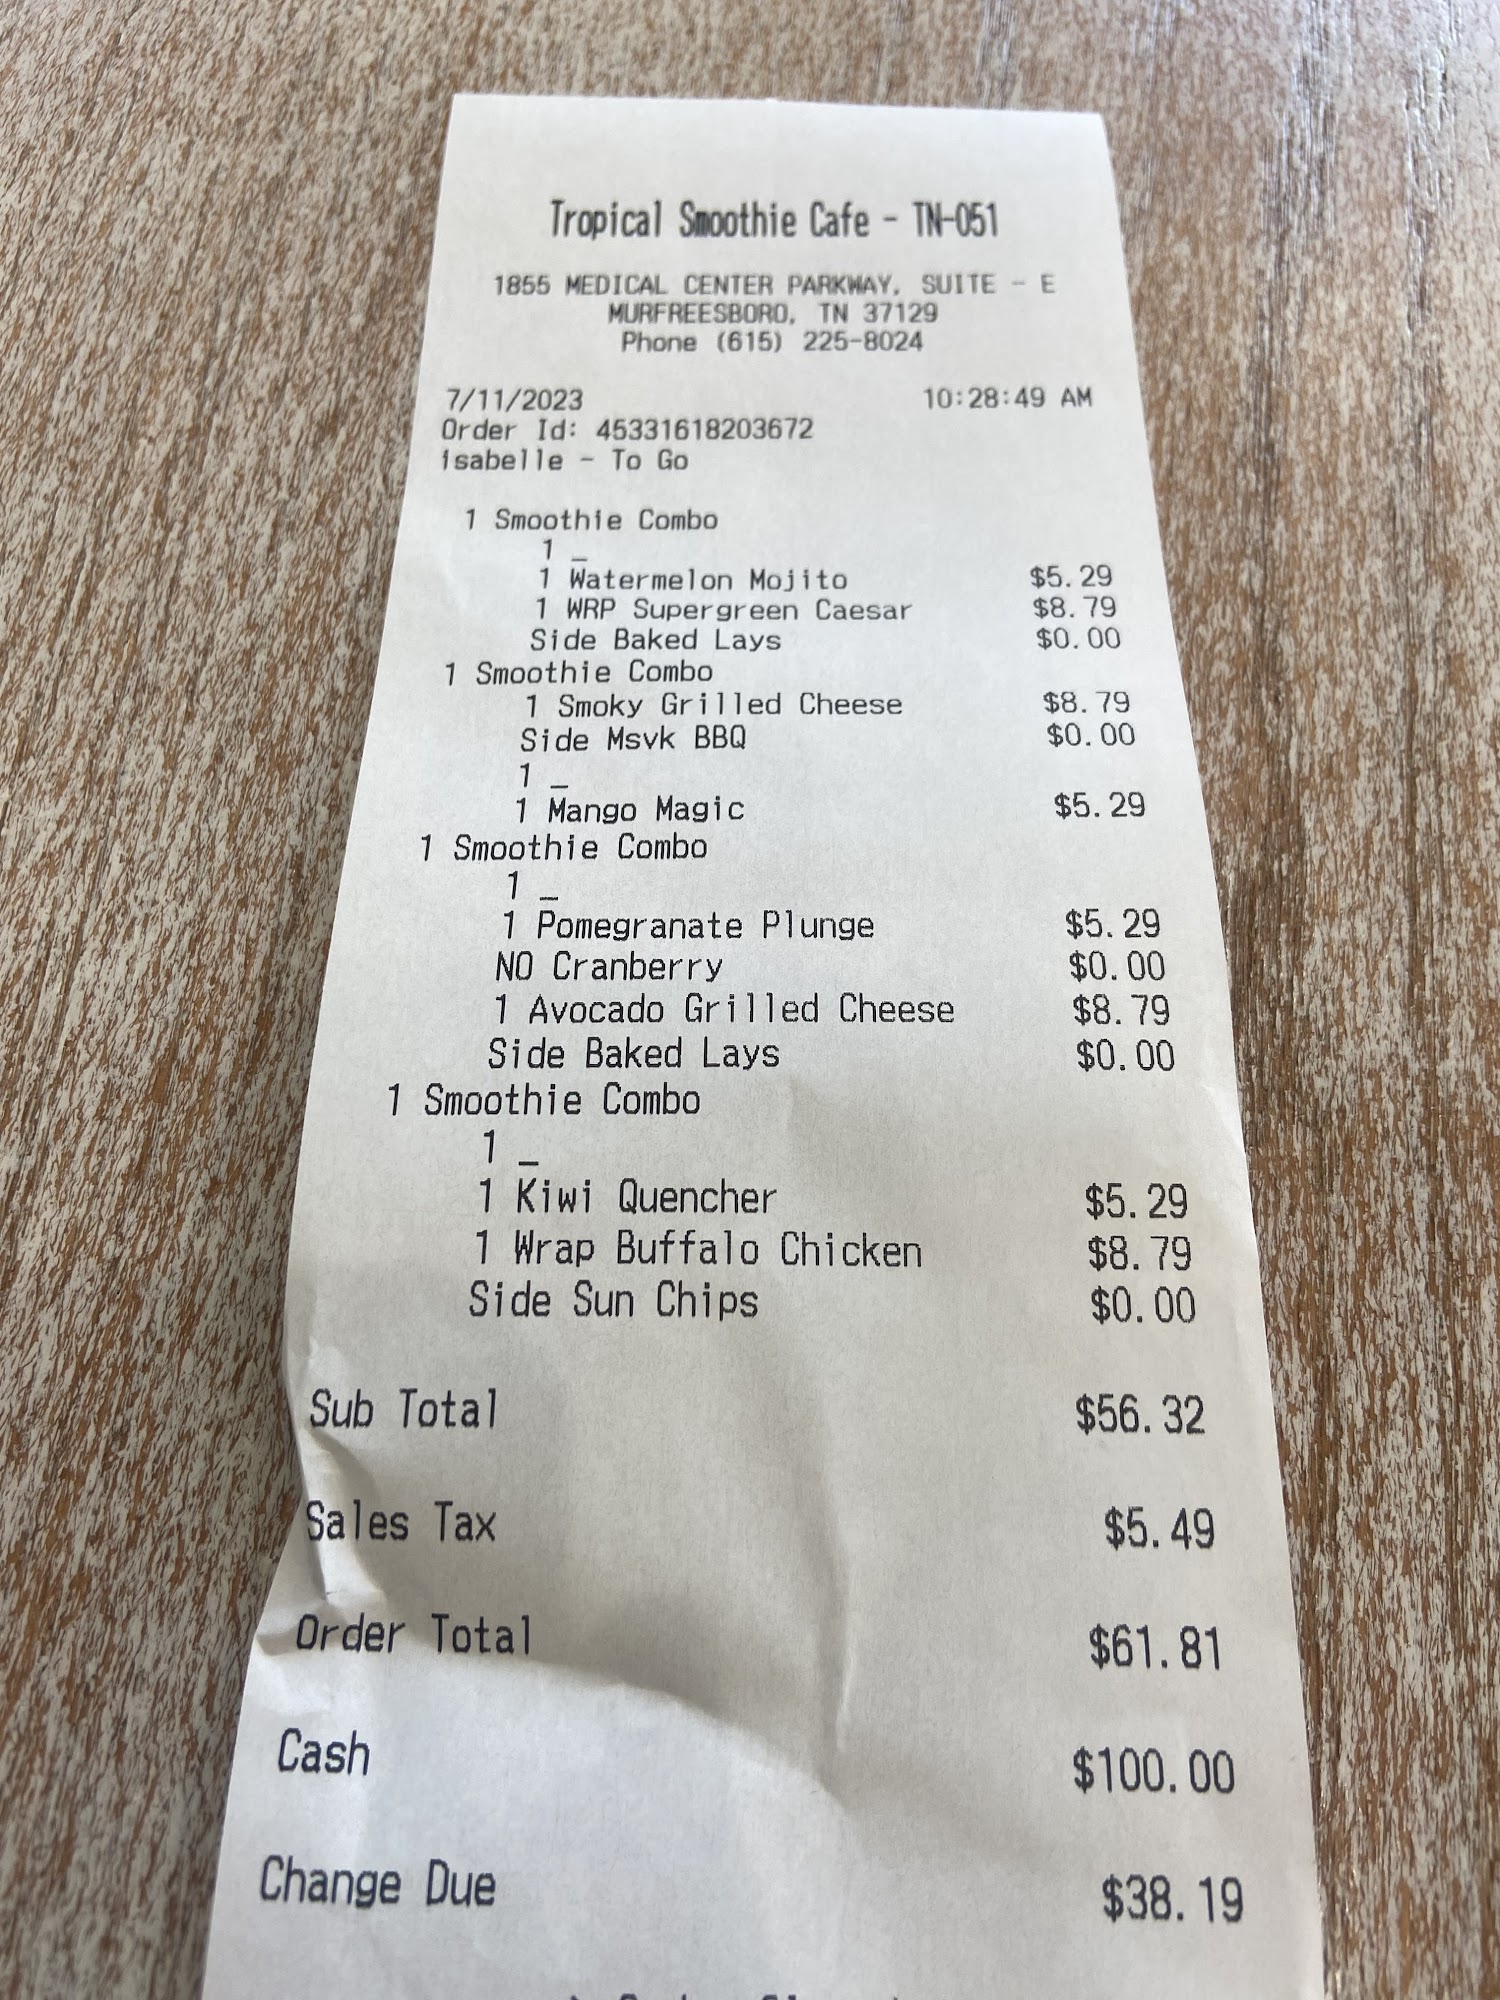 Tropical Smoothie Cafe - TN-051
1855 MEDICAL CENTER PARKWAY, SUITE - E
MURFREESBORO, TN 37129
Phone (615) 225-8024
7/11/2023 10:28:49 AM
Order Id: 45331618203672
isabelle - To Go
1 Smoothie Combo
1 _
1 Watermelon Mojito $5.29
1 WRP Supergreen Caesar $8.79
Side Baked Lays $0.00
1 Smoothie Combo
1 Smoky Grilled Cheese $8.79
Side Msvk BBQ $0.00
1 _
1 Mango Magic $5.29
1 Smoothie Combo
1 _
1 Pomegranate Plunge $5.29
NO Cranberry $0.00
1 Avocado Grilled Cheese $8.79
Side Baked Lays $0.00
1 Smoothie Combo
1 _
1 Kiwi Quencher $5.29
1 Wrap Buffalo Chicken $8.79
Side Sun Chips $0.00
Sub Total $56.32
Sales Tax $5.49
Order Total $61.81
Cash $100.00
Change Due $38.19